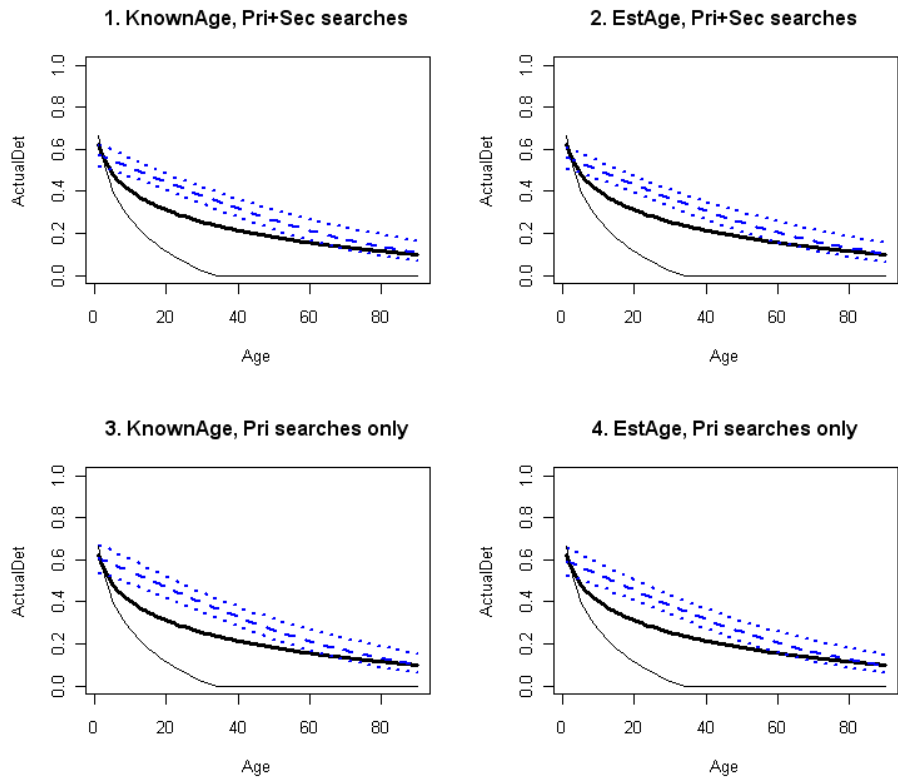 1. KnownAge, Pri+Sec searches
ActualDet
0.0 0.2 0.4 0.6 0.8 1.0
0 20 40 60 80
Age
2. EstAge, Pri+Sec searches
ActualDet
0.0 0.2 0.4 0.6 0.8 1.0
0 20 40 60 80
Age
3. KnownAge, Pri searches only
ActualDet
0.0 0.2 0.4 0.6 0.8 1.0
0 20 40 60 80
Age
4. EstAge, Pri searches only
ActualDet
0.0 0.2 0.4 0.6 0.8 1.0
0 20 40 60 80
Age